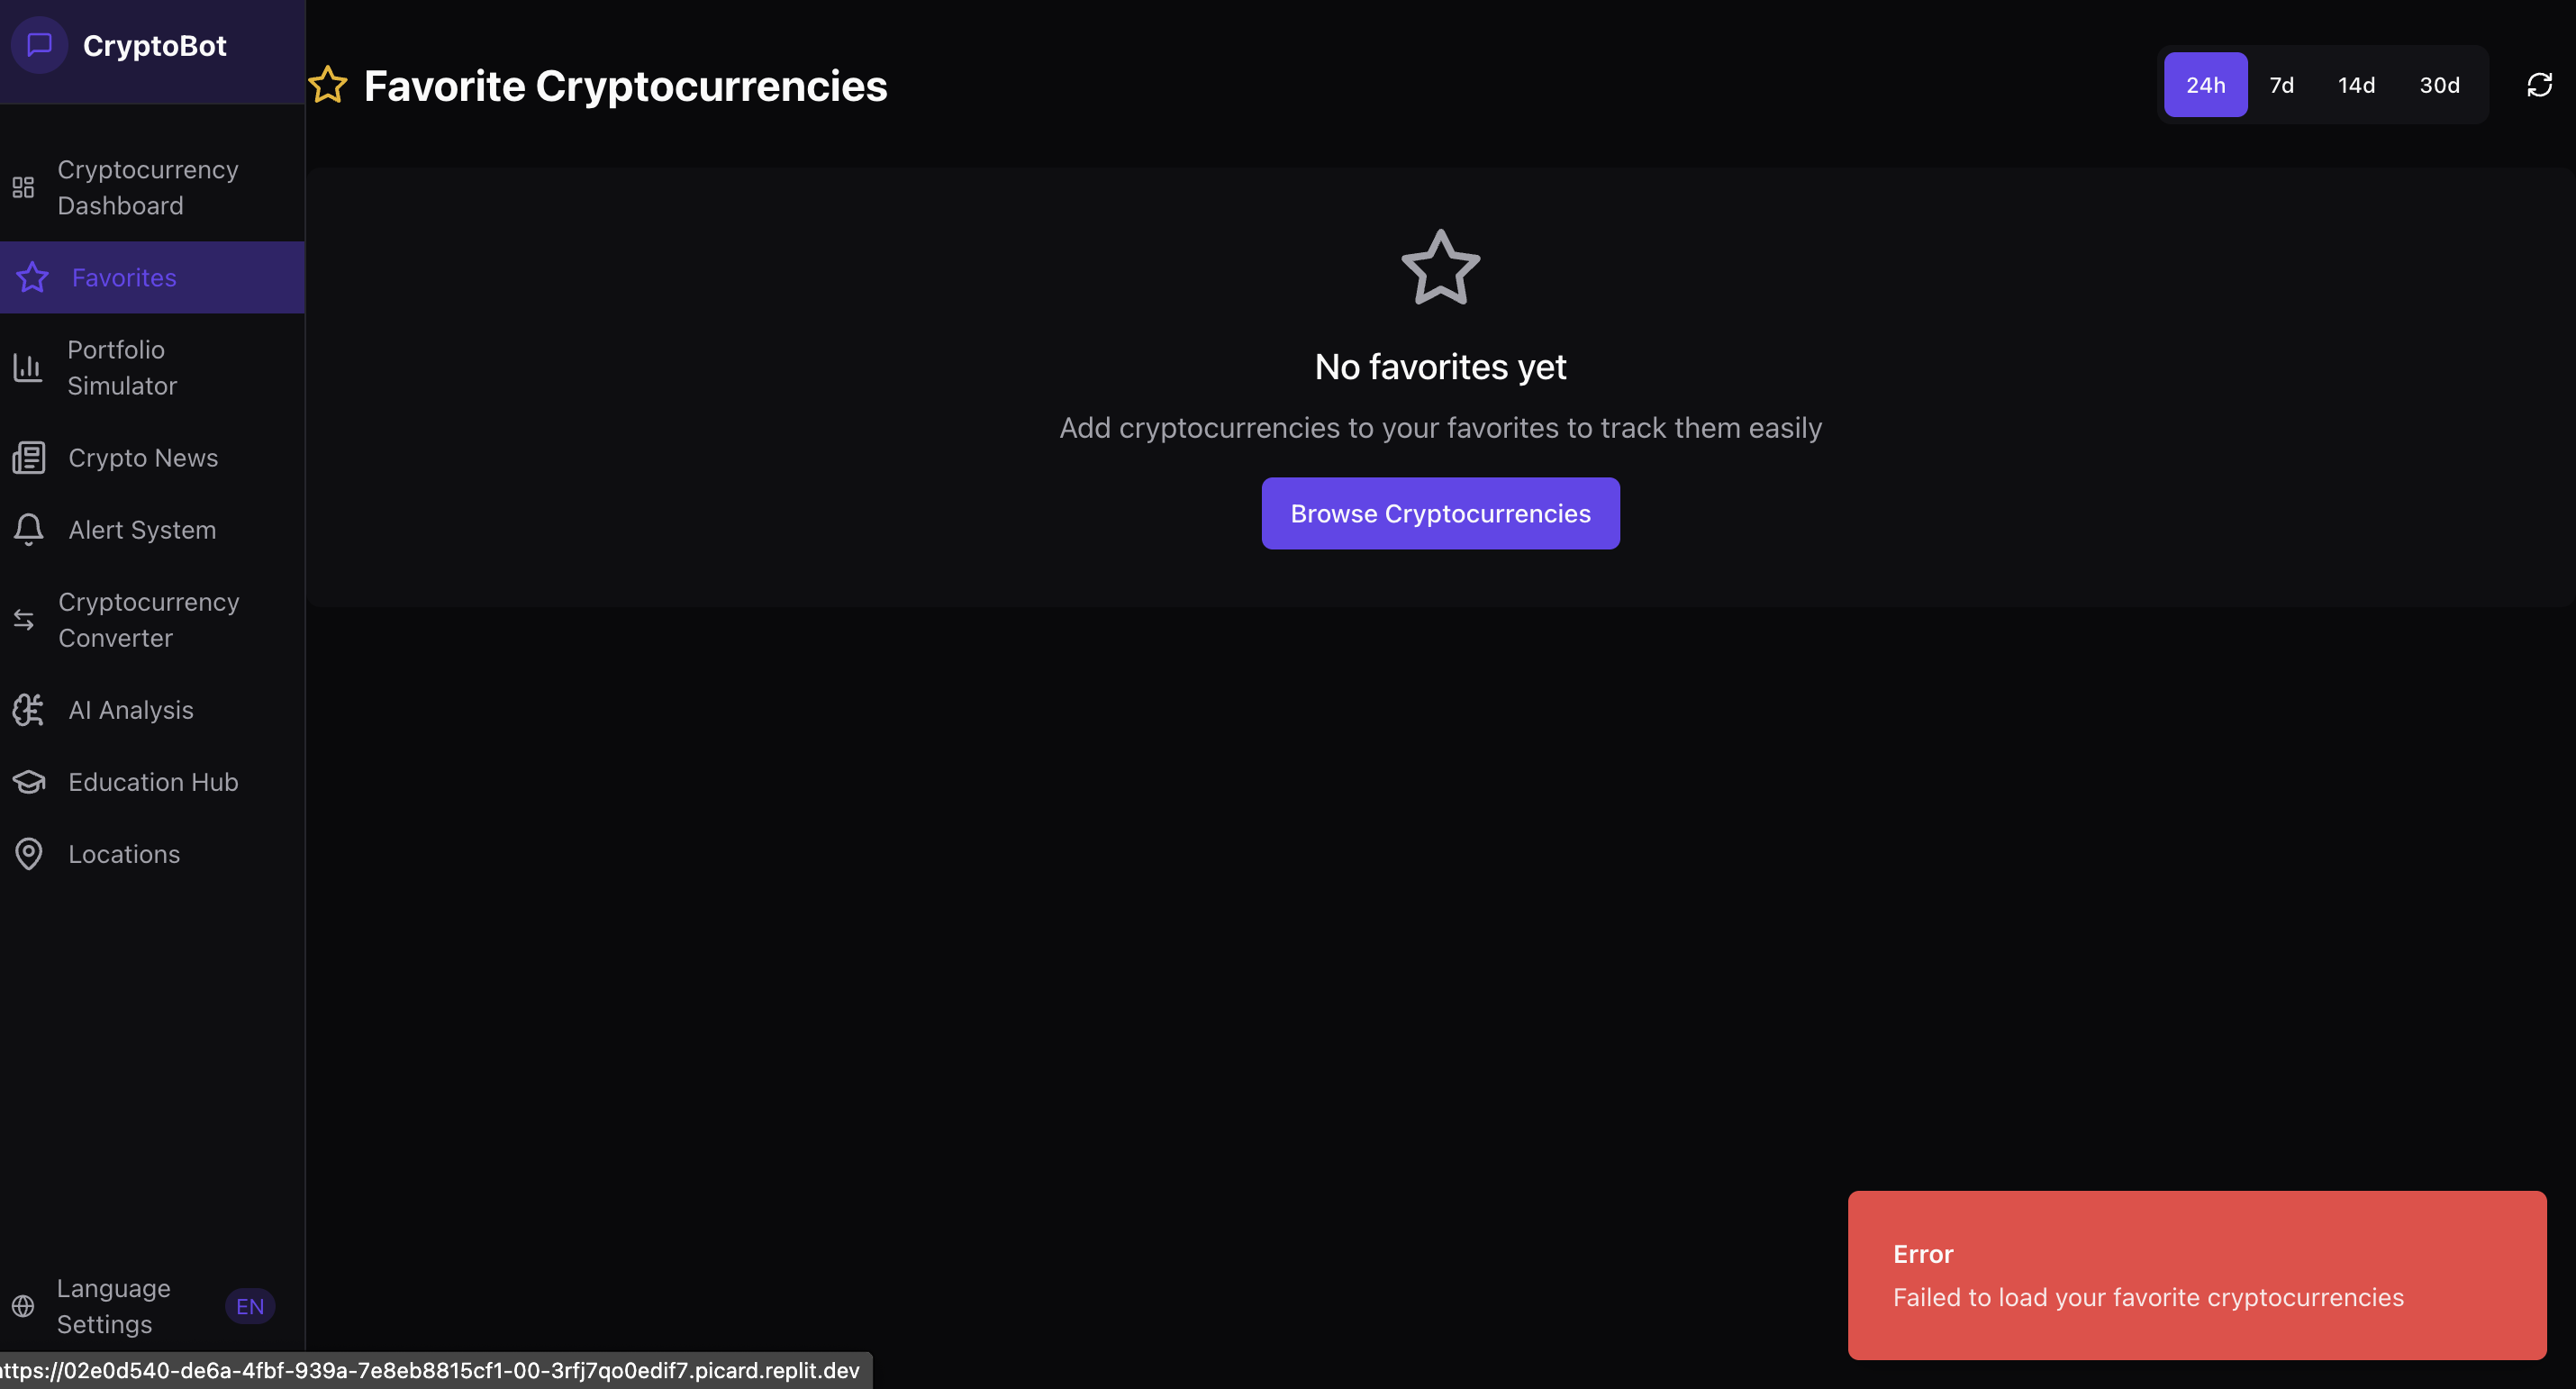 CryptoBot
Cryptocurrency
Dashboard
Favorites
Portfolio
Simulator
Crypto News
Alert System
Cryptocurrency
Converter
AI Analysis
Education Hub
Locations
Language
Settings
EN
Favorite Cryptocurrencies
24h 7d 14d 30d
No favorites yet
Add cryptocurrencies to your favorites to track them easily
Browse Cryptocurrencies
Error
Failed to load your favorite cryptocurrencies
ttps://02e0d540-de6a-4fbf-939a-7e8eb8815cf1-00-3rfj7qo0edif7.picard.replit.dev